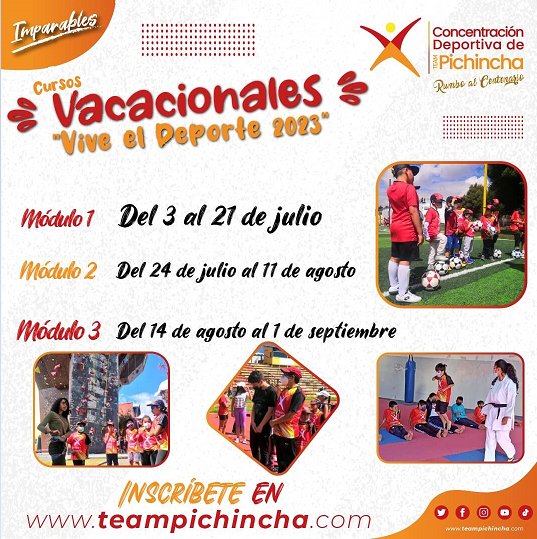 Imparables
Concentración
Deportiva de
TEAM Pichincha
Rumbo al Centenario
Cursos
Vacacionales
"Vive el Deporte 2023"
Módulo 1 Del 3 al 21 de julio
Módulo 2 Del 24 de julio al 11 de agosto
Módulo 3 Del 14 de agosto al 1 de septiembre
INSCRÍBETE EN
www.teampichincha.com
www.teampichincha.com